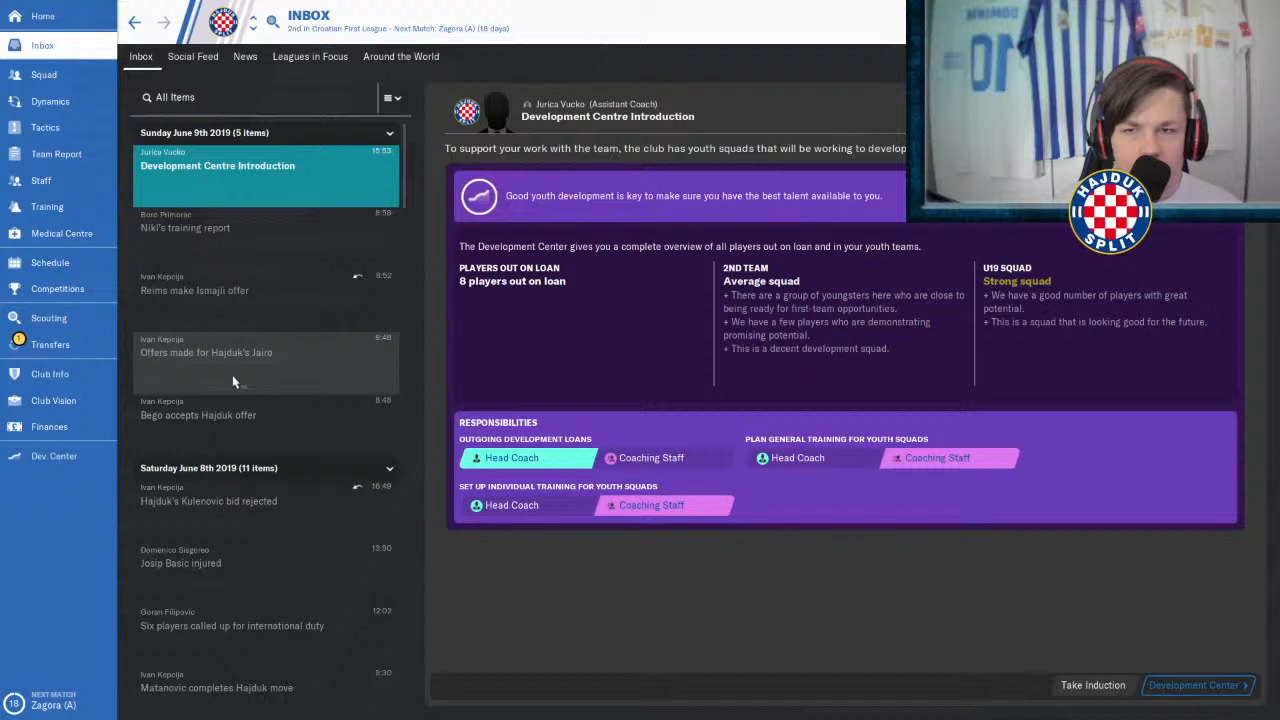 Home
INBOX
2nd in Croatian First League - Next Match: Zagora (A) (18 days)
Inbox
Squad
Dynamics
Tactics
Team Report
Staff
Training
Medical Centre
Schedule
Competitions
Scouting
1
Transfers
Club Info
Club Vision
Finances
Dev. Center
18
NEXT MATCH
Zagora (A)
Inbox Social Feed News Leagues in Focus Around the World
All Items
Sunday June 9th 2019 (5 items)
Jurica Vucko 15:53
Development Centre Introduction
Boro Primorac 8:58
Niki's training report
Ivan Kepcija 8:52
Reims make Ismajli offer
Ivan Kepcija 8:48
Offers made for Hajduk's Jairo
Ivan Kepcija 8:48
Bego accepts Hajduk offer
Saturday June 8th 2019 (11 items)
Ivan Kepcija 16:49
Hajduk's Kulenovic bid rejected
Domenico Siagereo 13:50
Josip Basic injured
Goran Filipovic 12:02
Six players called up for international duty
Ivan Kepcija 9:30
Matanovic completes Hajduk move
Jurica Vucko (Assistant Coach)
Development Centre Introduction
To support your work with the team, the club has youth squads that will be working to develop
Good youth development is key to make sure you have the best talent available to you.
The Development Center gives you a complete overview of all players out on loan and in your youth teams.
PLAYERS OUT ON LOAN
8 players out on loan
2ND TEAM
Average squad
+ There are a group of youngsters here who are close to
being ready for first-team opportunities.
+ We have a few players who are demonstrating
promising potential.
+ This is a decent development squad.
U19 SQUAD
Strong squad
+ We have a good number of players with great
potential.
+ This is a squad that is looking good for the future.
RESPONSIBILITIES
OUTGOING DEVELOPMENT LOANS
Head Coach Coaching Staff
PLAN GENERAL TRAINING FOR YOUTH SQUADS
Head Coach Coaching Staff
SET UP INDIVIDUAL TRAINING FOR YOUTH SQUADS
Head Coach Coaching Staff
Take Induction
Development Center
DOMINIK
10
HAJDUK
SPLIT